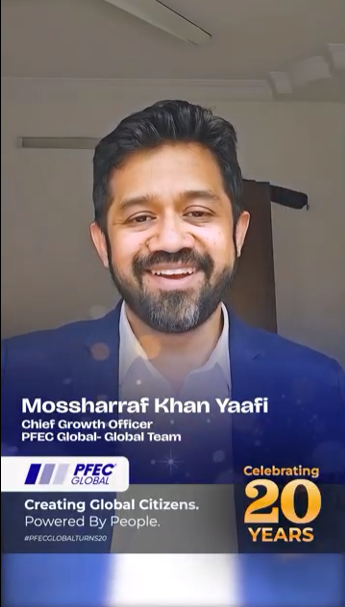 Mossharraf Khan Yaafi
Chief Growth Officer
PFEC Global- Global Team
PFEC
GLOBAL
Creating Global Citizens.
Powered By People.
#PFECGLOBALTURNS20
Celebrating
20
YEARS